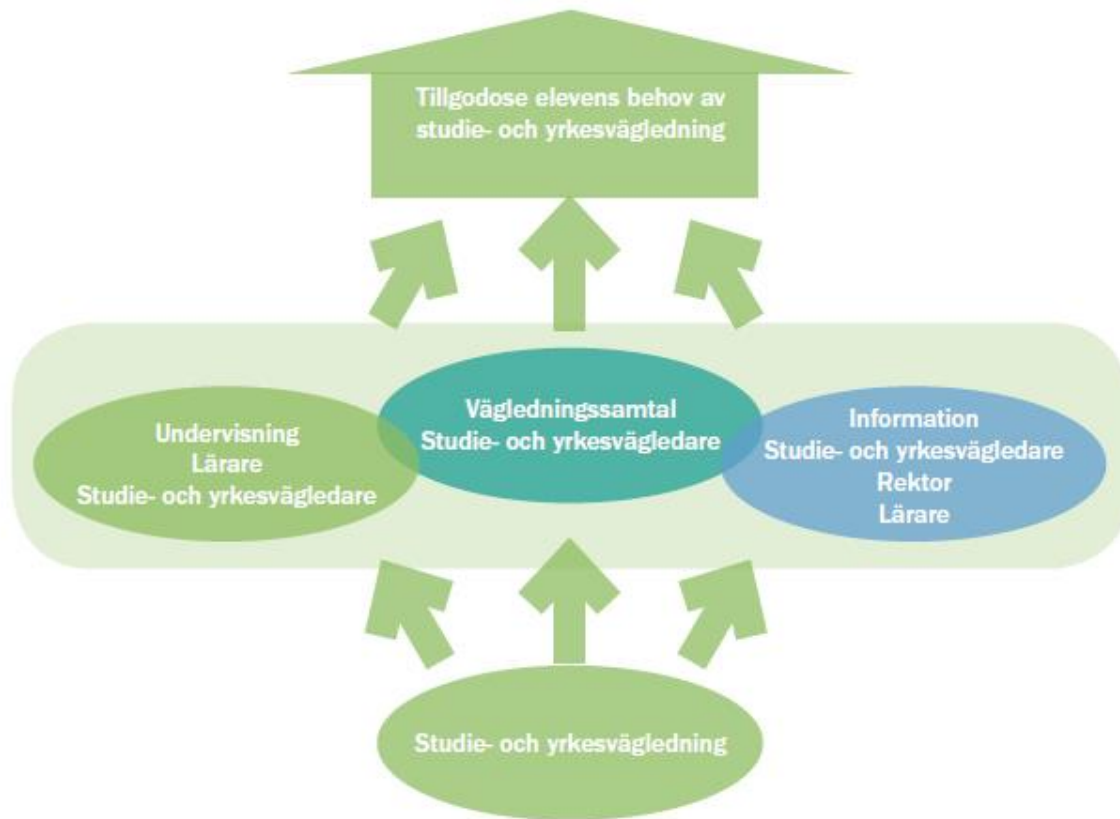 Tillgodose elevens behov av
studie- och yrkesvägledning
Undervisning
Lärare
Studie- och yrkesvägledare
Vägledningssamtal
Studie- och yrkesvägledare
Information
Studie- och yrkesvägledare
Rektor
Lärare
Studie- och yrkesvägledning